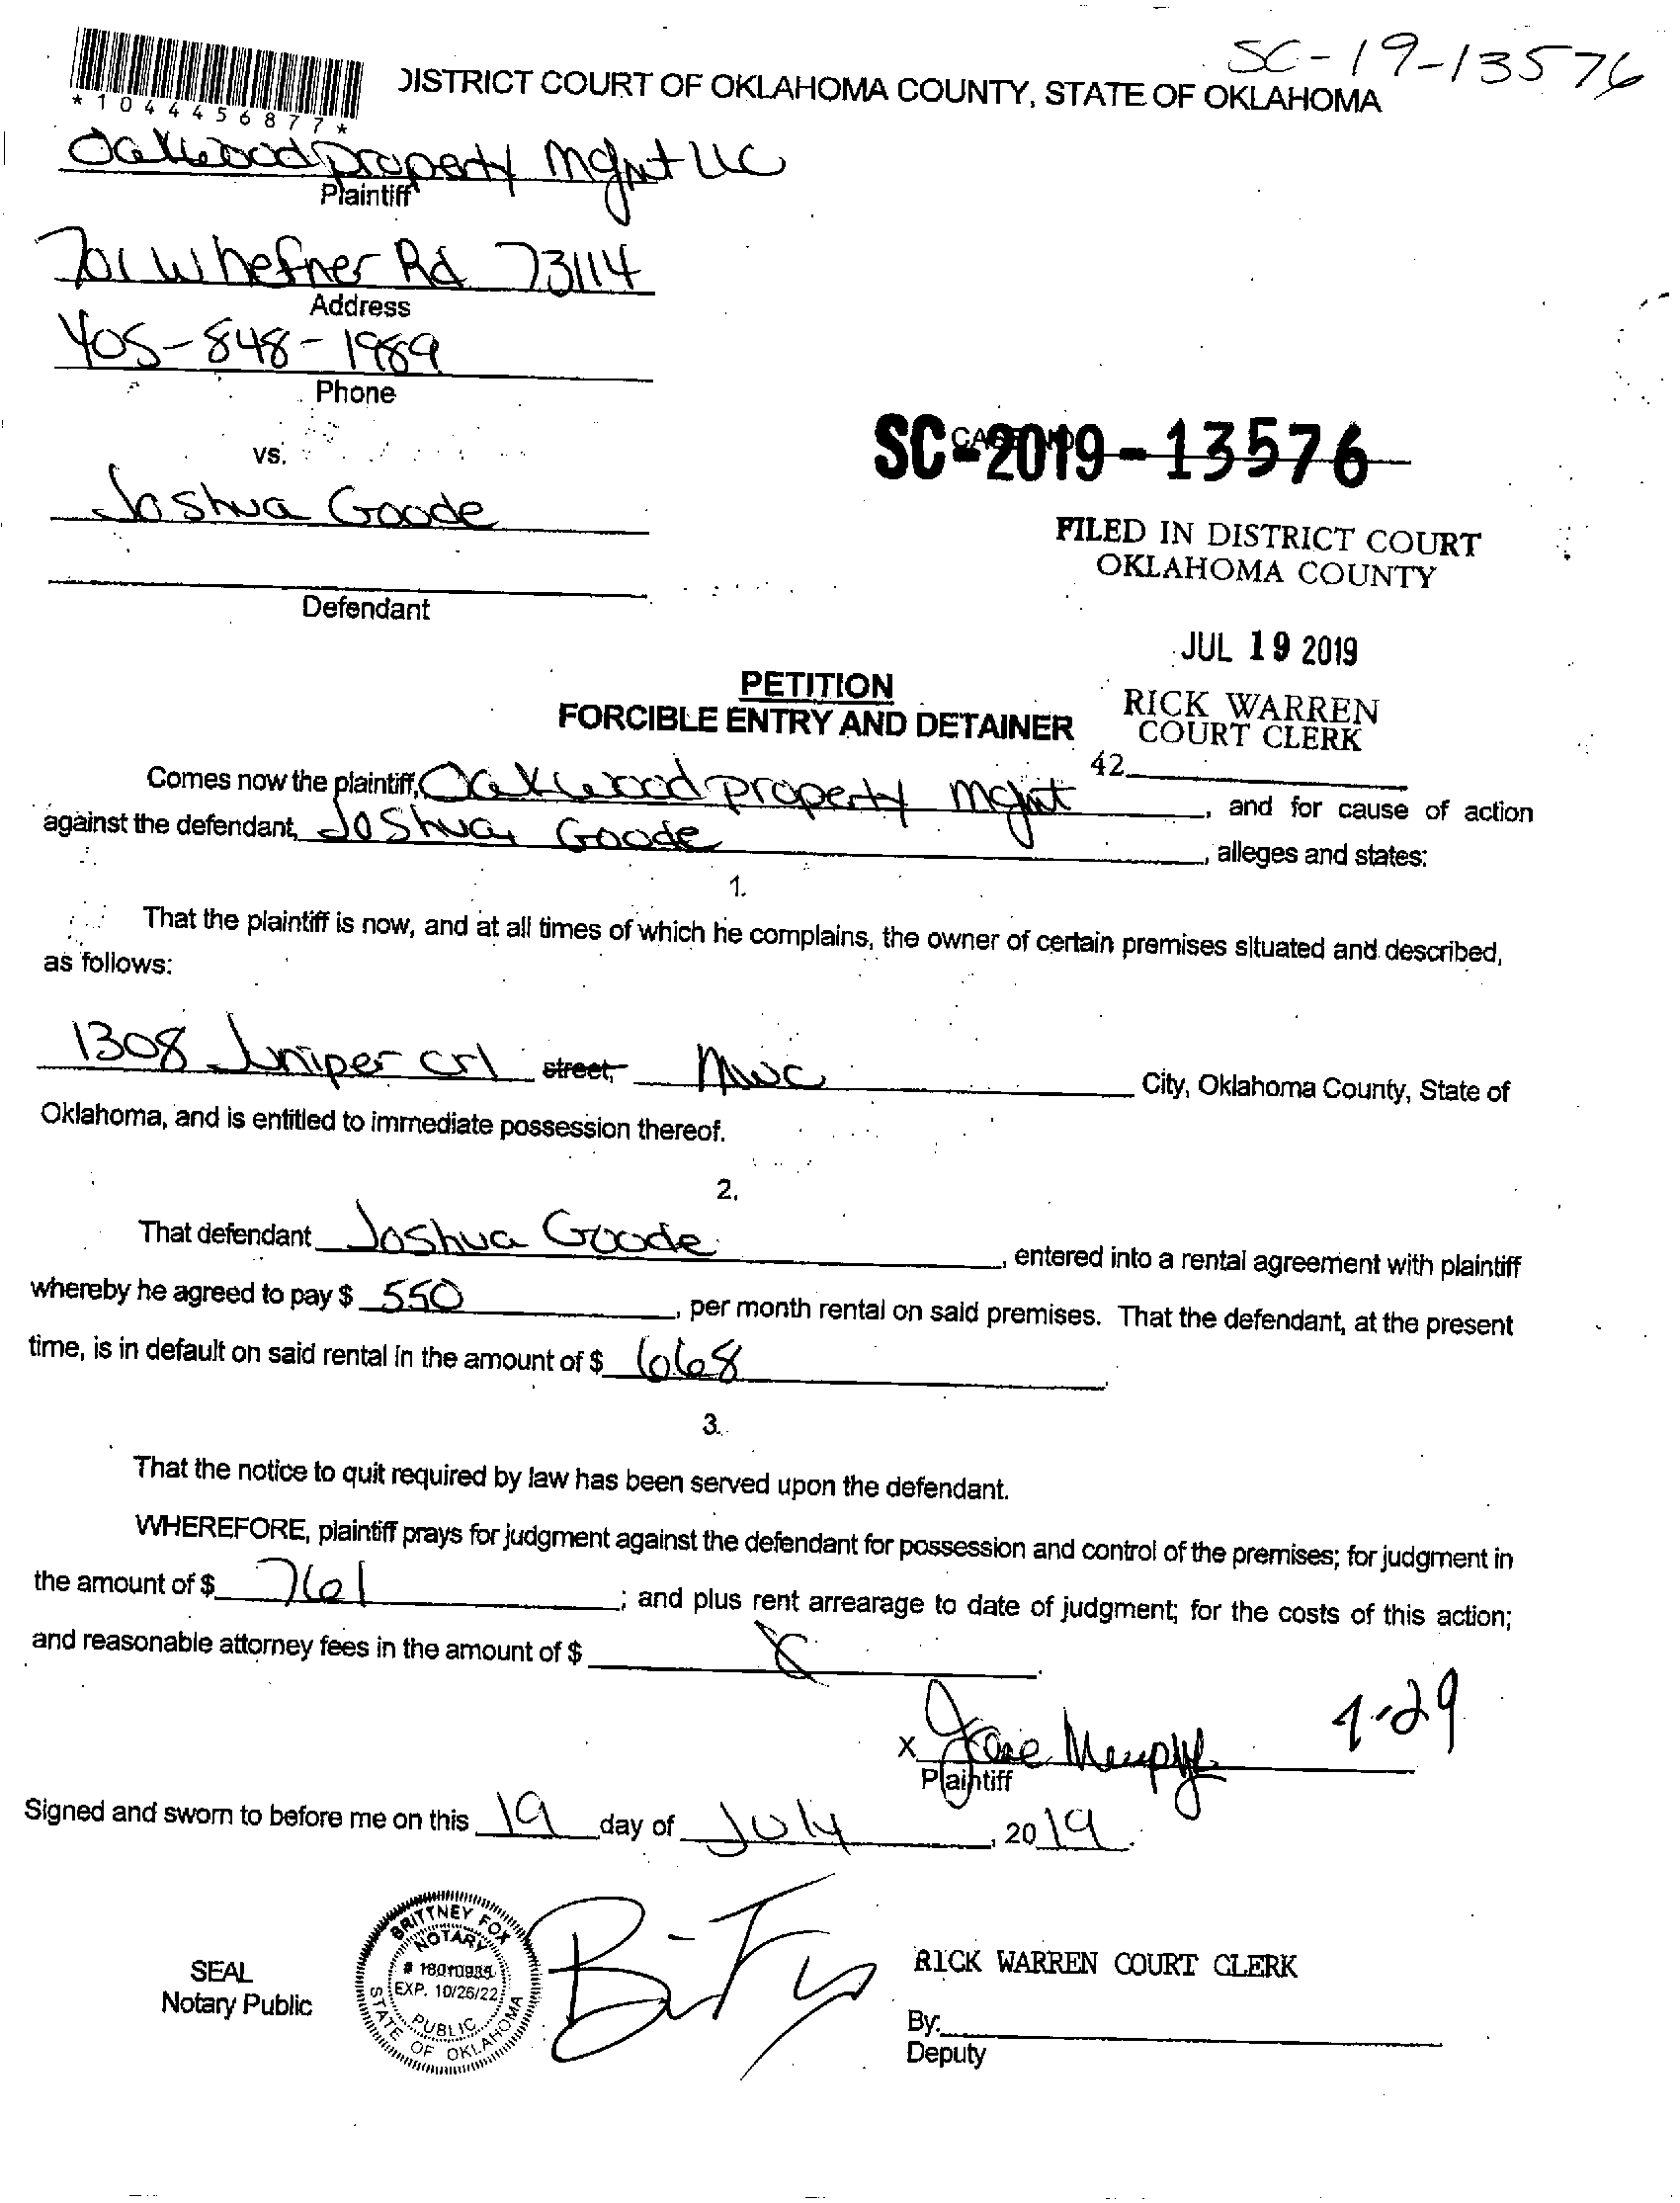 SC-19-13576
DISTRICT COURT OF OKLAHOMA COUNTY, STATE OF OKLAHOMA
*1044456877*
Oakwood property Mgmt LLC
Plaintiff
701 W hefner Rd 73114
Address
405-848-1989
Phone
vs.
SC-2019-13576
Joshua Goode
FILED IN DISTRICT COURT
OKLAHOMA COUNTY
Defendant
JUL 19 2019
PETITION
FORCIBLE ENTRY AND DETAINER
RICK WARREN
COURT CLERK
42
Comes now the plaintiff, Oakwood property Mgmt, and for cause of action
against the defendant, Joshua Goode, alleges and states:
1.
That the plaintiff is now, and at all times of which he complains, the owner of certain premises situated and described,
as follows:
1308 Juniper crl street, MWC City, Oklahoma County, State of
Oklahoma, and is entitled to immediate possession thereof.
2.
That defendant Joshua Goode, entered into a rental agreement with plaintiff
whereby he agreed to pay $ 550, per month rental on said premises. That the defendant, at the present
time, is in default on said rental in the amount of $ 668.
3.
That the notice to quit required by law has been served upon the defendant.
WHEREFORE, plaintiff prays for judgment against the defendant for possession and control of the premises; for judgment in
the amount of $ 761; and plus rent arrearage to date of judgment; for the costs of this action;
and reasonable attorney fees in the amount of $
X
Plaintiff
Signed and sworn to before me on this 19 day of July, 2019.
BRITTNEY FOX
NOTARY
EXP. 10/26/22
PUBLIC
STATE OF OKLAHOMA
SEAL
Notary Public
RICK WARREN COURT CLERK
By:
Deputy